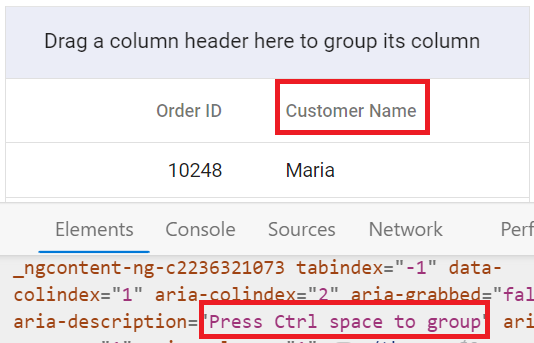 Drag a column header here to group its column
Order ID Customer Name
10248 Maria
Elements Console Sources Network Perf
_ngcontent-ng-c2236321073 tabindex="-1" data-
colindex="1" aria-colindex="2" aria-grabbed="fal
aria-description="Press Ctrl space to group" ari